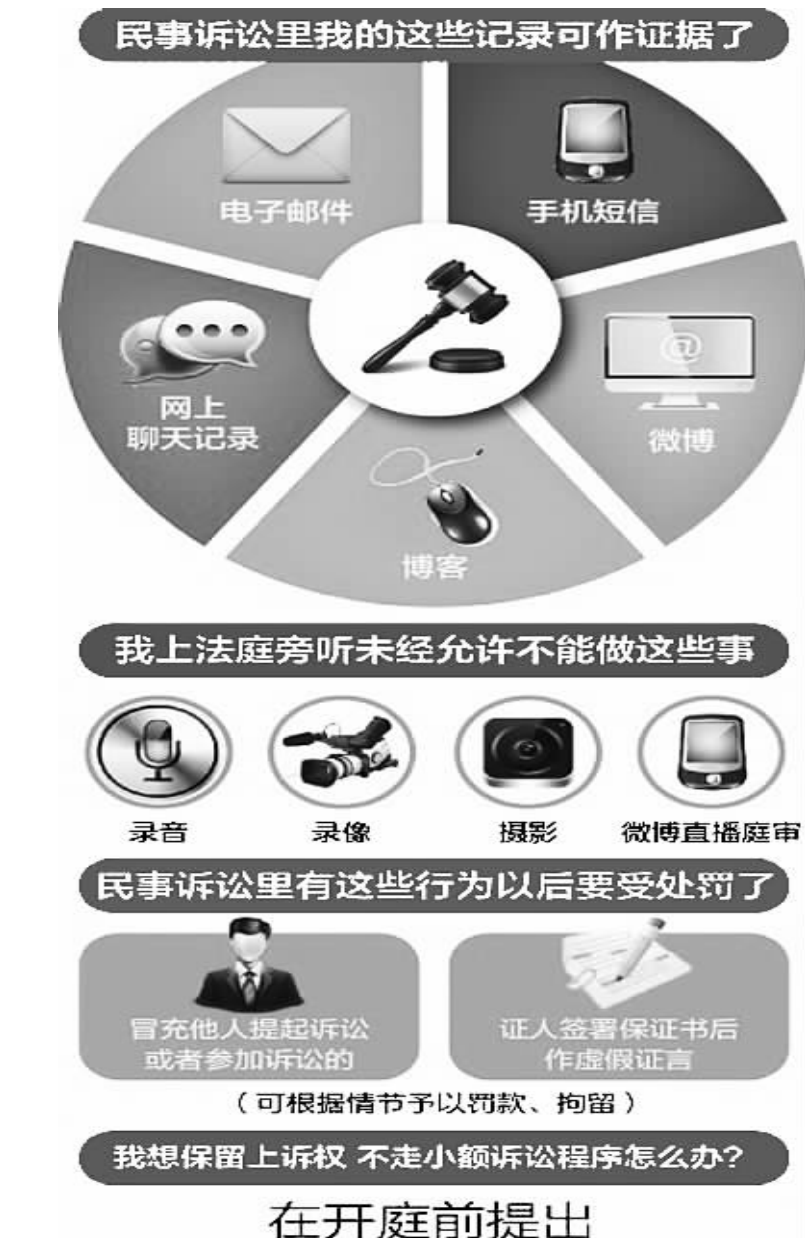 民事诉讼里我的这些记录可作证据了
电子邮件
手机短信
网上
聊天记录
@
微博
博客
我上法庭旁听未经允许不能做这些事
录音
录像
摄影
微博直播庭审
民事诉讼里有这些行为以后要受处罚了
冒充他人提起诉讼
或者参加诉讼的
证人签署保证书后
作虚假证言
（可根据情节予以罚款、拘留）
我想保留上诉权 不走小额诉讼程序怎么办?
在开庭前提出